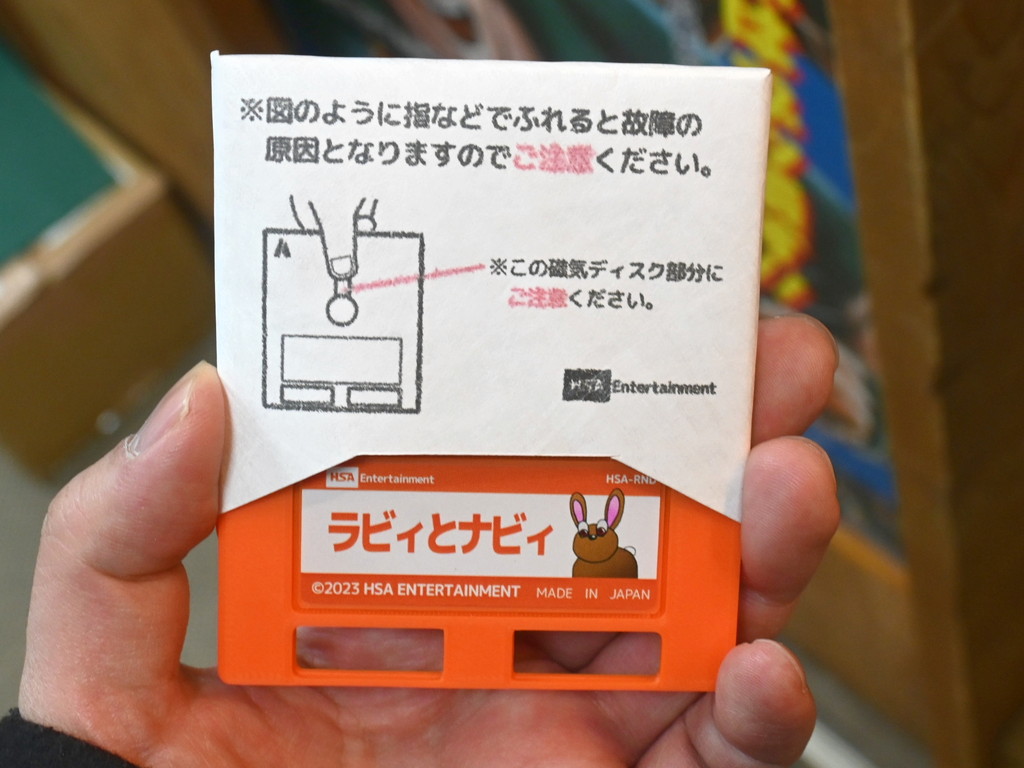 ※図のように指などでふれると故障の
原因となりますのでご注意ください。
※この磁気ディスク部分に
ご注意ください。
HSA Entertainment
HSA Entertainment
HSA-RND
ラビィとナビィ
©2023 HSA ENTERTAINMENT MADE IN JAPAN